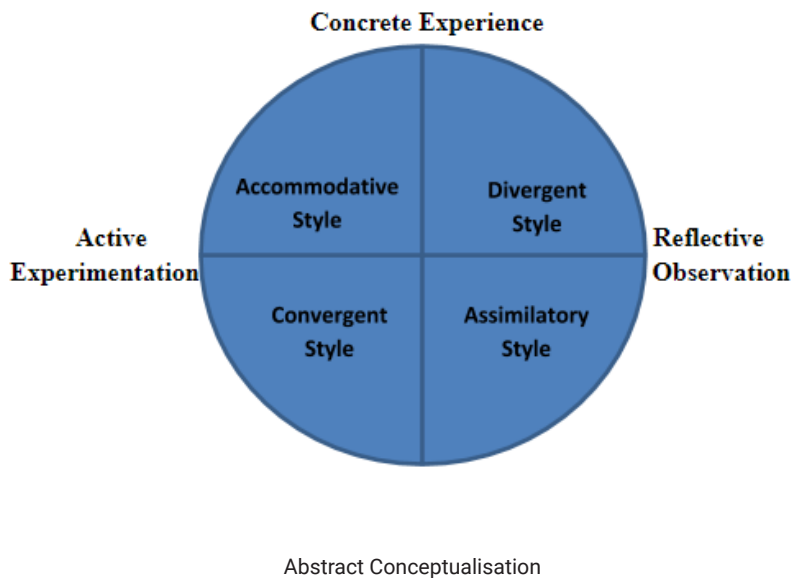 Concrete Experience
Accommodative
Style
Divergent
Style
Active
Experimentation
Reflective
Observation
Convergent
Style
Assimilatory
Style
Abstract Conceptualisation